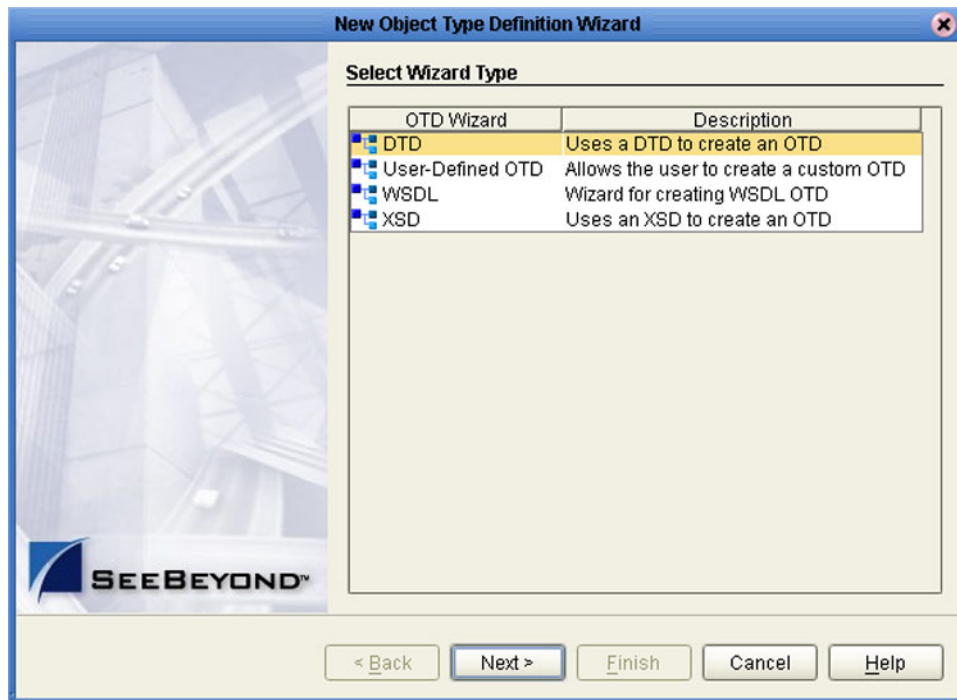 New Object Type Definition Wizard
Select Wizard Type
OTD Wizard Description
DTD Uses a DTD to create an OTD
User-Defined OTD Allows the user to create a custom OTD
WSDL Wizard for creating WSDL OTD
XSD Uses an XSD to create an OTD
SEEBEYOND™
< Back Next > Finish Cancel Help